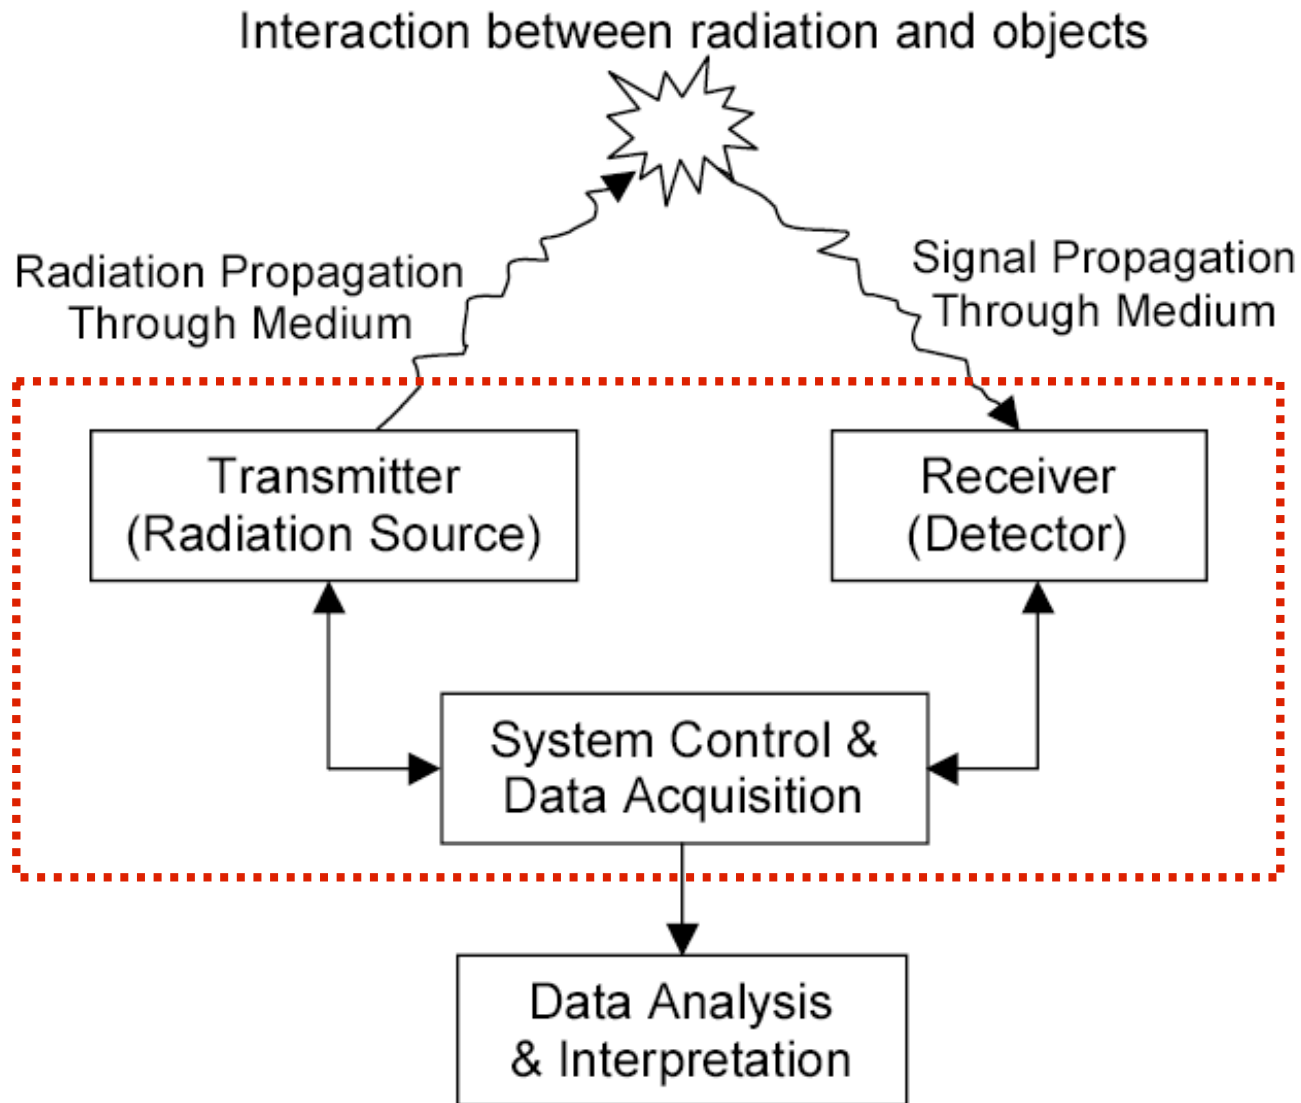 Interaction between radiation and objects
Radiation Propagation
Through Medium
Signal Propagation
Through Medium
Transmitter
(Radiation Source)
Receiver
(Detector)
System Control &
Data Acquisition
Data Analysis
& Interpretation